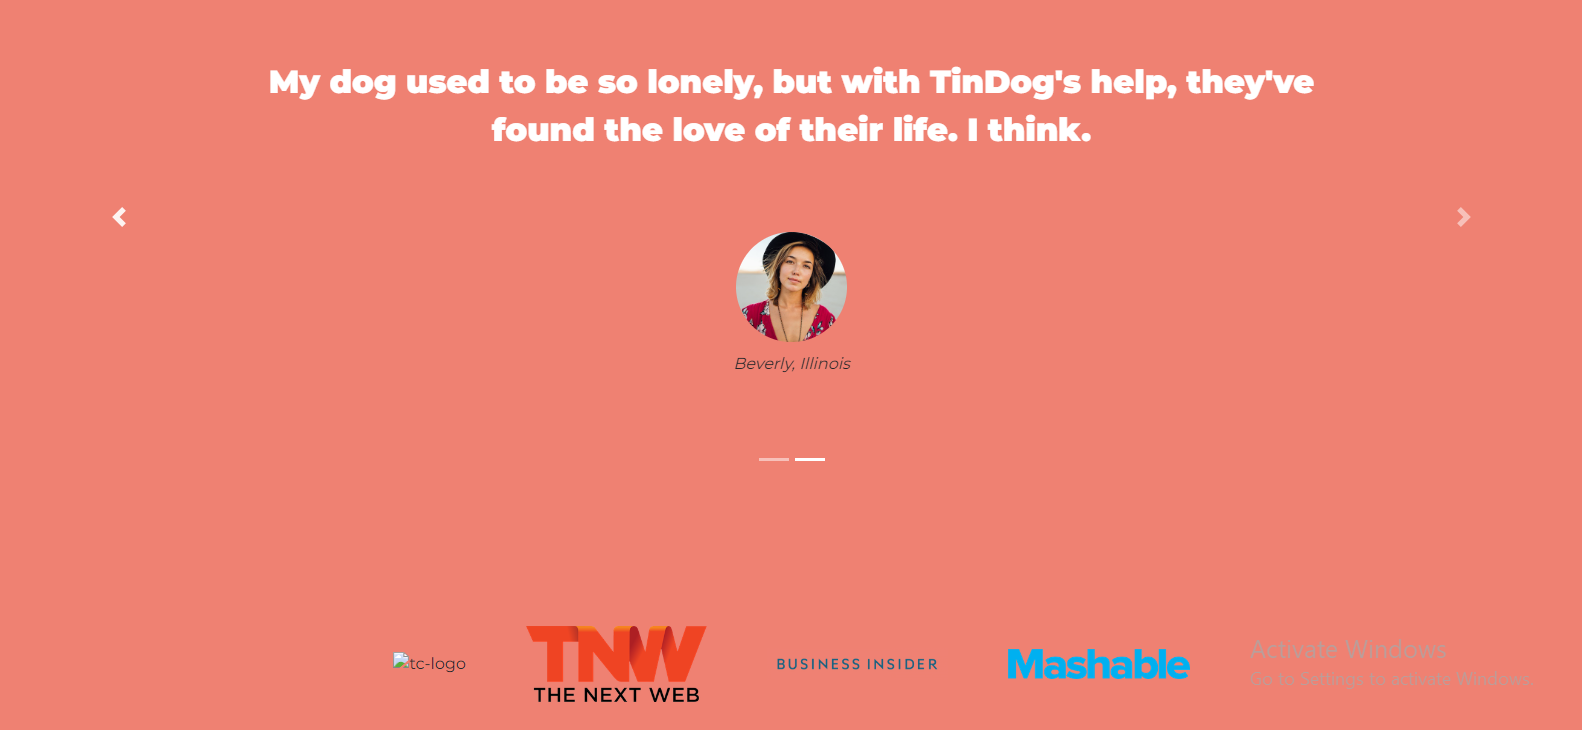 My dog used to be so lonely, but with TinDog's help, they've
found the love of their life. I think.
Beverly, Illinois
tc-logo
TNW
THE NEXT WEB
BUSINESS INSIDER
Mashable
Activate Windows
Go to Settings to activate Windows.